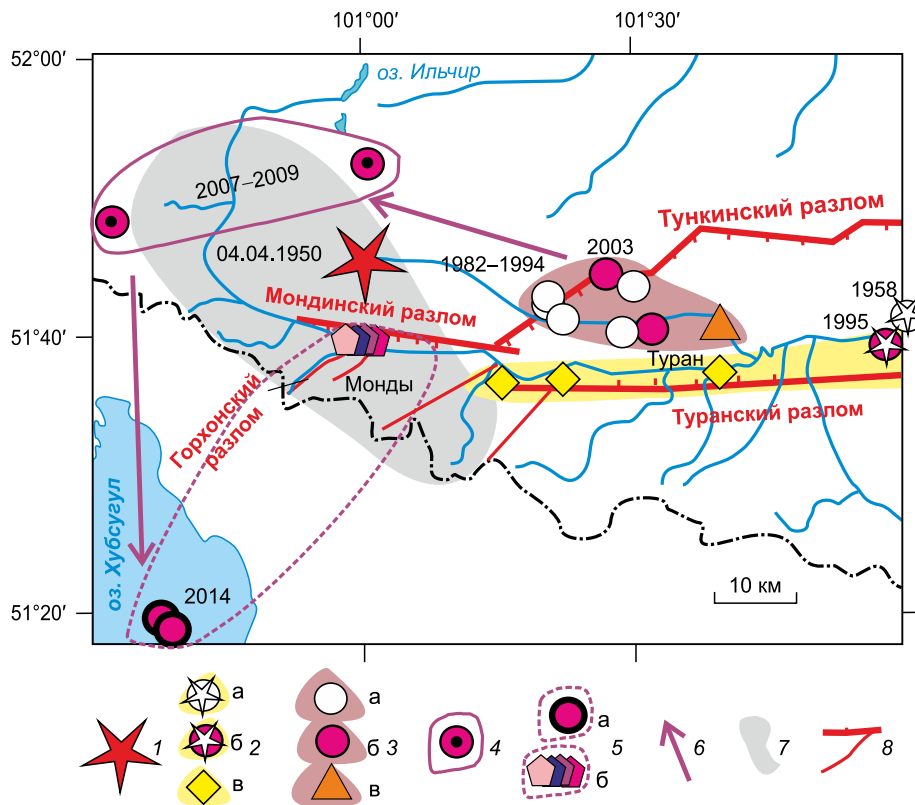 101°00′ 101°30′
52°00′
оз. Ильчир
2007–2009
Тункинский разлом
04.04.1950
1982–1994
2003
1958
Мондинский разлом
1995
51°40′
Туран
Монды
Туранский разлом
Горхонский
разлом
оз. Хубсугул
10 км
2014
51°20′
а а а
1 б 2 б 3 4 5 6 7 8
в в б